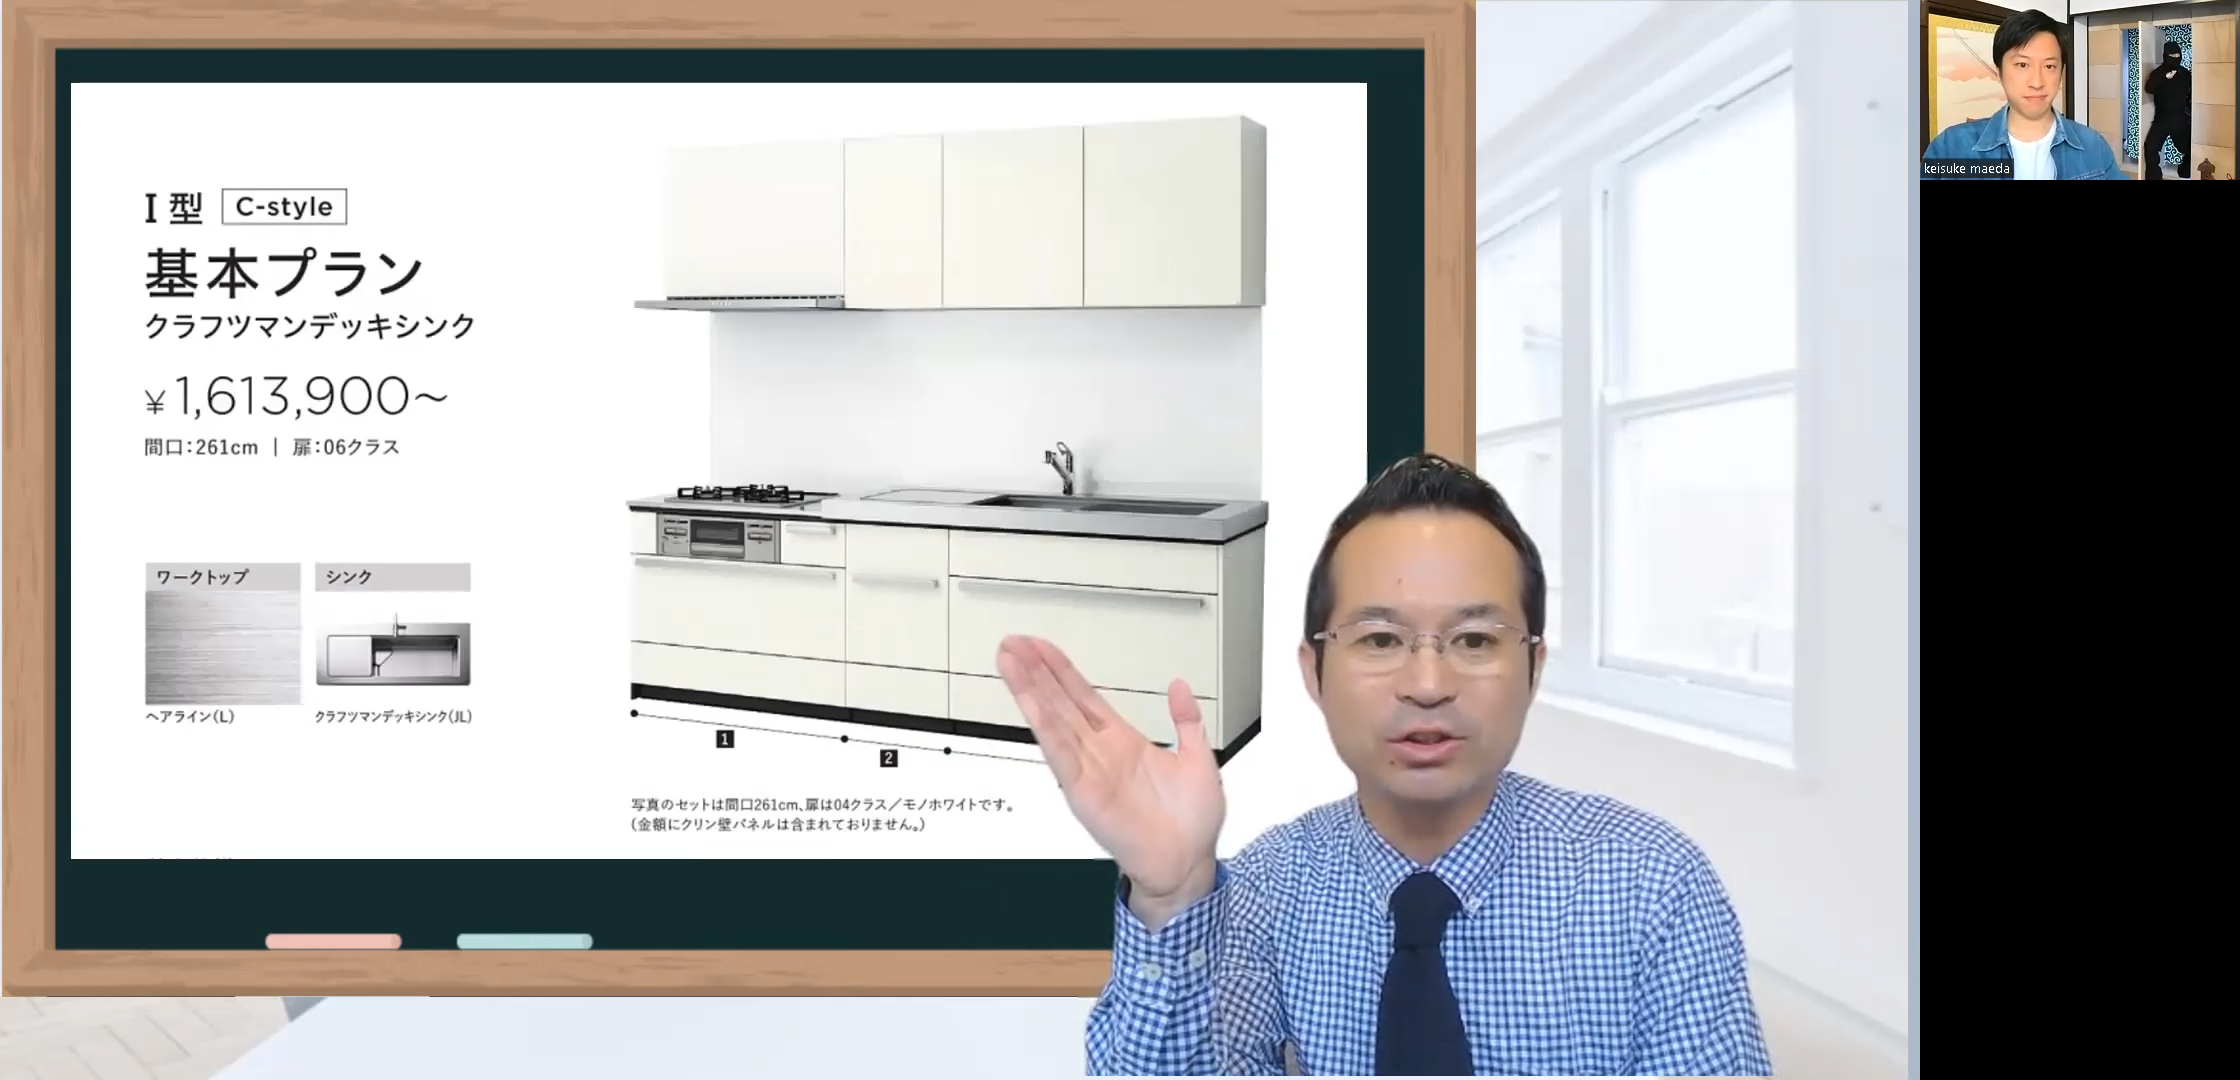 I型 C-style
基本プラン
クラフツマンデッキシンク
¥1,613,900~
間口:261cm | 扉:06クラス
ワークトップ
シンク
ヘアライン(L)
クラフツマンデッキシンク(JL)
1
2
写真のセットは間口261cm、扉は04クラス/モノホワイトです。
(金額にクリン壁パネルは含まれておりません。)
keisuke maeda